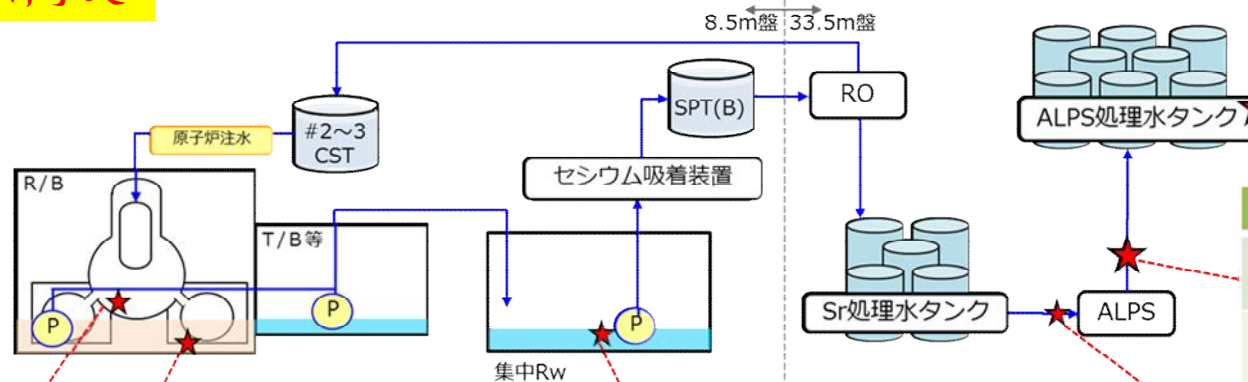 8.5m盤 33.5m盤
RO
SPT(B)
ALPS処理水タンク
#2～3
CST
原子炉注水
セシウム吸着装置
R/B
T/B等
P
P
P
Sr処理水タンク
ALPS
集中Rw